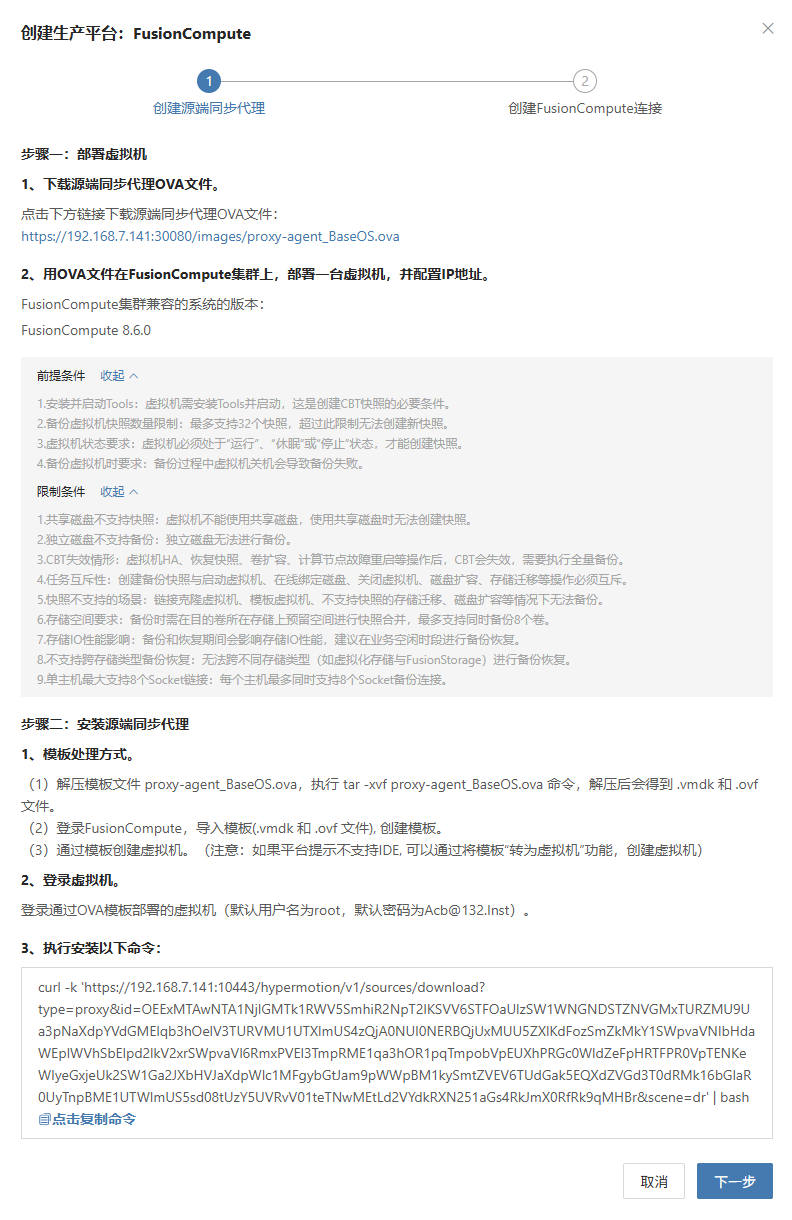 创建生产平台：FusionCompute
1
2
创建源端同步代理
创建FusionCompute连接
步骤一：部署虚拟机
1、下载源端同步代理OVA文件。
点击下方链接下载源端同步代理OVA文件：
https://192.168.7.141:30080/images/proxy-agent_BaseOS.ova
2、用OVA文件在FusionCompute集群上，部署一台虚拟机，并配置IP地址。
FusionCompute集群兼容的系统的版本：
FusionCompute 8.6.0
前提条件 收起
1.安装并启动Tools：虚拟机需安装Tools并启动，这是创建CBT快照的必要条件。
2.备份虚拟机快照数量限制：最多支持32个快照，超过此限制无法创建新快照。
3.虚拟机状态要求：虚拟机必须处于“运行”、“休眠”或“停止”状态，才能创建快照。
4.备份虚拟机时要求：备份过程中虚拟机关机会导致备份失败。
限制条件 收起
1.共享磁盘不支持快照：虚拟机不能使用共享磁盘，使用共享磁盘时无法创建快照。
2.独立磁盘不支持备份：独立磁盘无法进行备份。
3.CBT失效情形：虚拟机HA、恢复快照、卷扩容、计算节点故障重启等操作后，CBT会失效，需要执行全量备份。
4.任务互斥性：创建备份快照与启动虚拟机、在线绑定磁盘、关闭虚拟机、磁盘扩容、存储迁移等操作必须互斥。
5.快照不支持的场景：链接克隆虚拟机、模板虚拟机、不支持快照的存储迁移、磁盘扩容等情况下无法备份。
6.存储空间要求：备份时需在目的卷所在存储上预留空间进行快照合并，最多支持同时备份8个卷。
7.存储IO性能影响：备份和恢复期间会影响存储IO性能，建议在业务空闲时段进行备份恢复。
8.不支持跨存储类型备份恢复：无法跨不同存储类型（如虚拟化存储与FusionStorage）进行备份恢复。
9.单主机最大支持8个Socket链接：每个主机最多同时支持8个Socket备份连接。
步骤二：安装源端同步代理
1、模板处理方式。
（1）解压模板文件 proxy-agent_BaseOS.ova，执行 tar -xvf proxy-agent_BaseOS.ova 命令，解压后会得到 .vmdk 和 .ovf
文件。
（2）登录FusionCompute，导入模板(.vmdk 和 .ovf 文件), 创建模板。
（3）通过模板创建虚拟机。（注意：如果平台提示不支持IDE, 可以通过将模板“转为虚拟机”功能，创建虚拟机）
2、登录虚拟机。
登录通过OVA模板部署的虚拟机（默认用户名为root，默认密码为Acb@132.Inst）。
3、执行安装以下命令：
curl -k 'https://192.168.7.141:10443/hypermotion/v1/sources/download?
&scene=dr' | bash
点击复制命令
取消
下一步